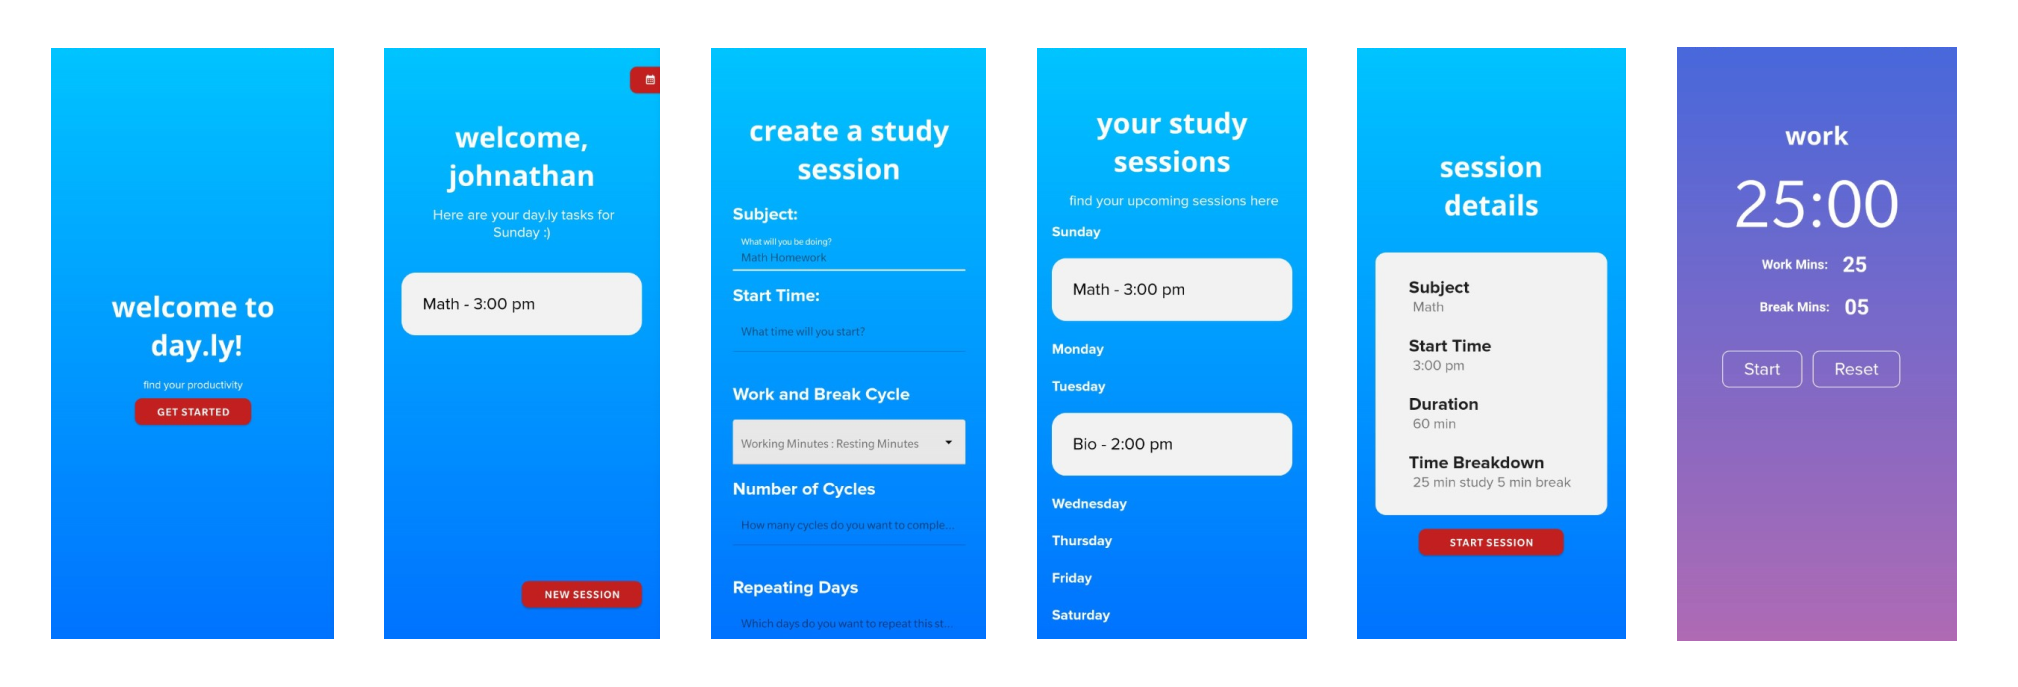 welcome to
day.ly!
find your productivity
GET STARTED
welcome,
johnathan
Here are your day.ly tasks for
Sunday :)
Math - 3:00 pm
NEW SESSION
create a study
session
Subject:
What will you be doing?
Math Homework
Start Time:
What time will you start?
Work and Break Cycle
Working Minutes : Resting Minutes
Number of Cycles
How many cycles do you want to comple...
Repeating Days
Which days do you want to repeat this st...
your study
sessions
find your upcoming sessions here
Sunday
Math - 3:00 pm
Monday
Tuesday
Bio - 2:00 pm
Wednesday
Thursday
Friday
Saturday
session
details
Subject
Math
Start Time
3:00 pm
Duration
60 min
Time Breakdown
25 min study 5 min break
START SESSION
work
25:00
Work Mins: 25
Break Mins: 05
Start Reset